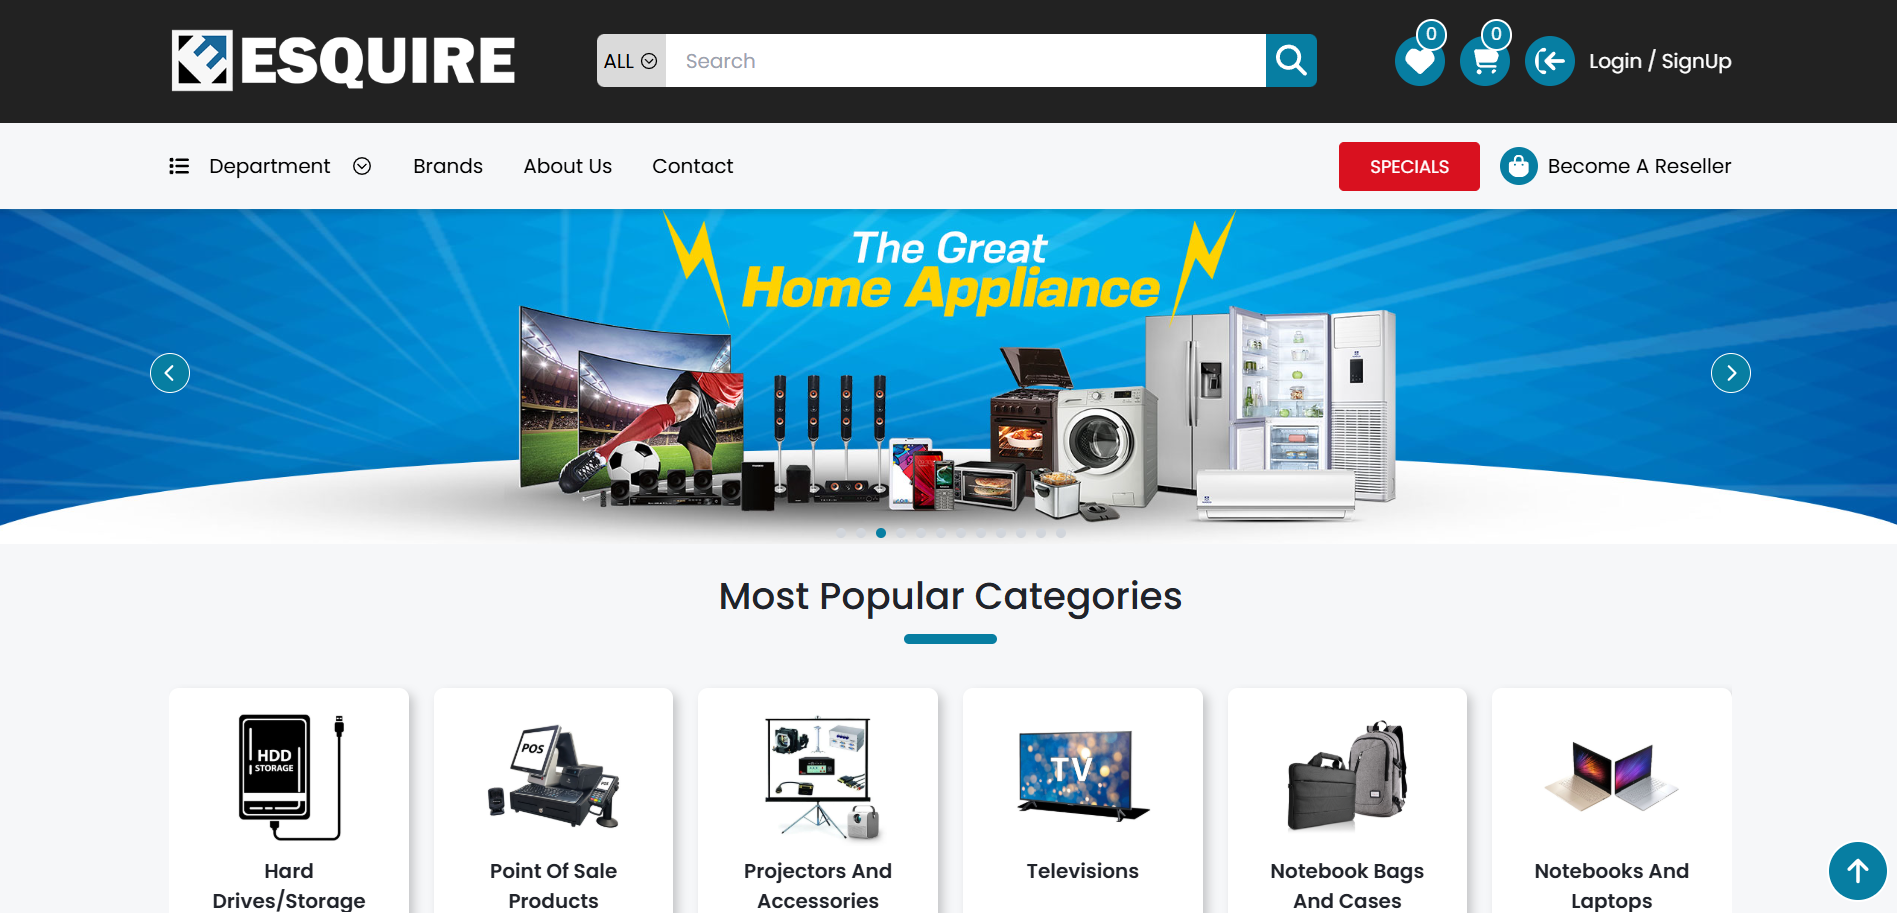 ESQUIRE
ALL
Search
0
0
Login / SignUp
Department
Brands
About Us
Contact
SPECIALS
Become A Reseller
The Great
Home Appliance
Most Popular Categories
HDD
STORAGE
POS
TV
Hard
Drives/Storage
Point Of Sale
Products
Projectors And
Accessories
Televisions
Notebook Bags
And Cases
Notebooks And
Laptops